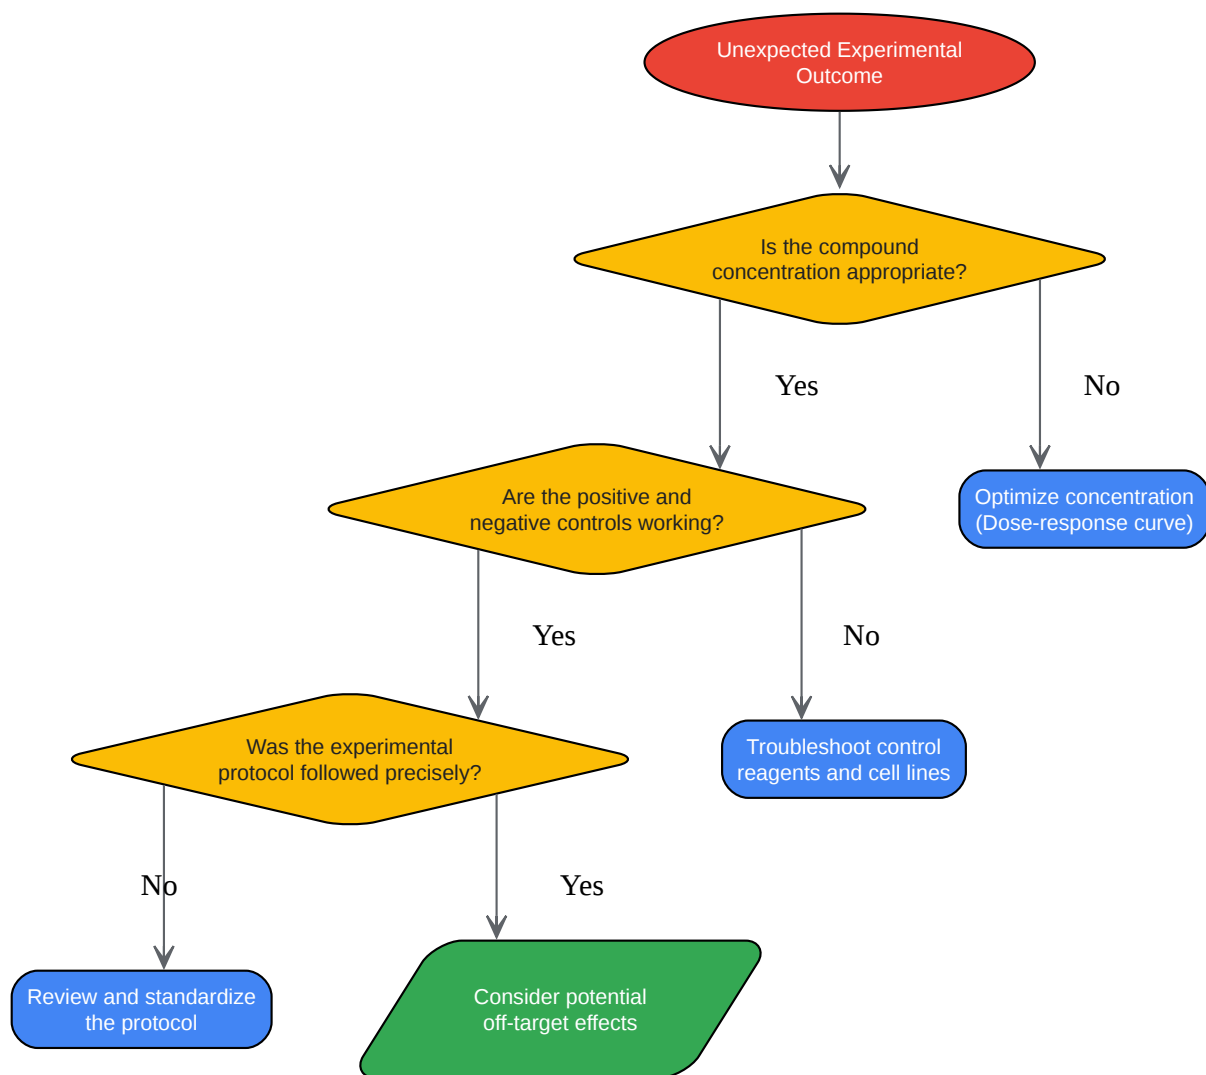 Unexpected Experimental
Outcome
Is the compound
concentration appropriate?
Yes
No
Are the positive and
negative controls working?
Optimize concentration
(Dose-response curve)
Yes
No
Was the experimental
protocol followed precisely?
Troubleshoot control
reagents and cell lines
No
Yes
Review and standardize
the protocol
Consider potential
off-target effects